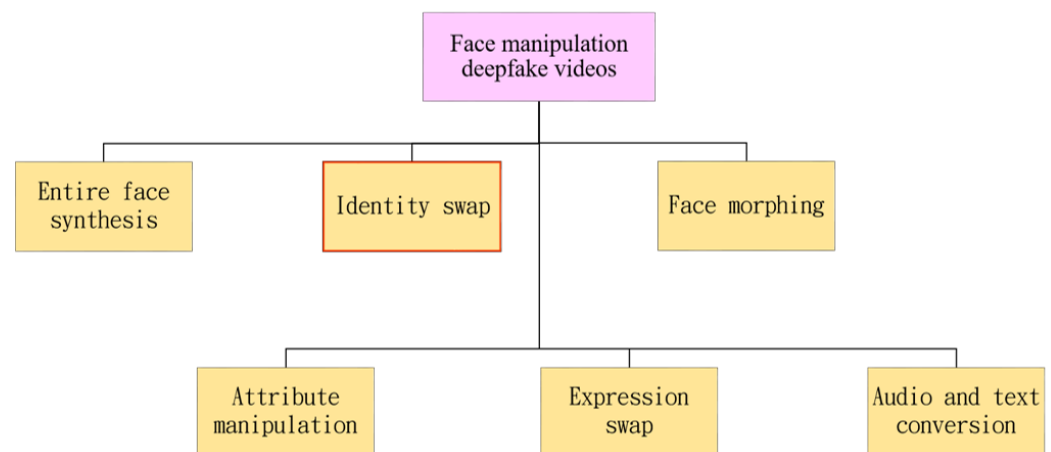 Face manipulation
deepfake videos
Entire face
synthesis
Identity swap
Face morphing
Attribute
manipulation
Expression
swap
Audio and text
conversion